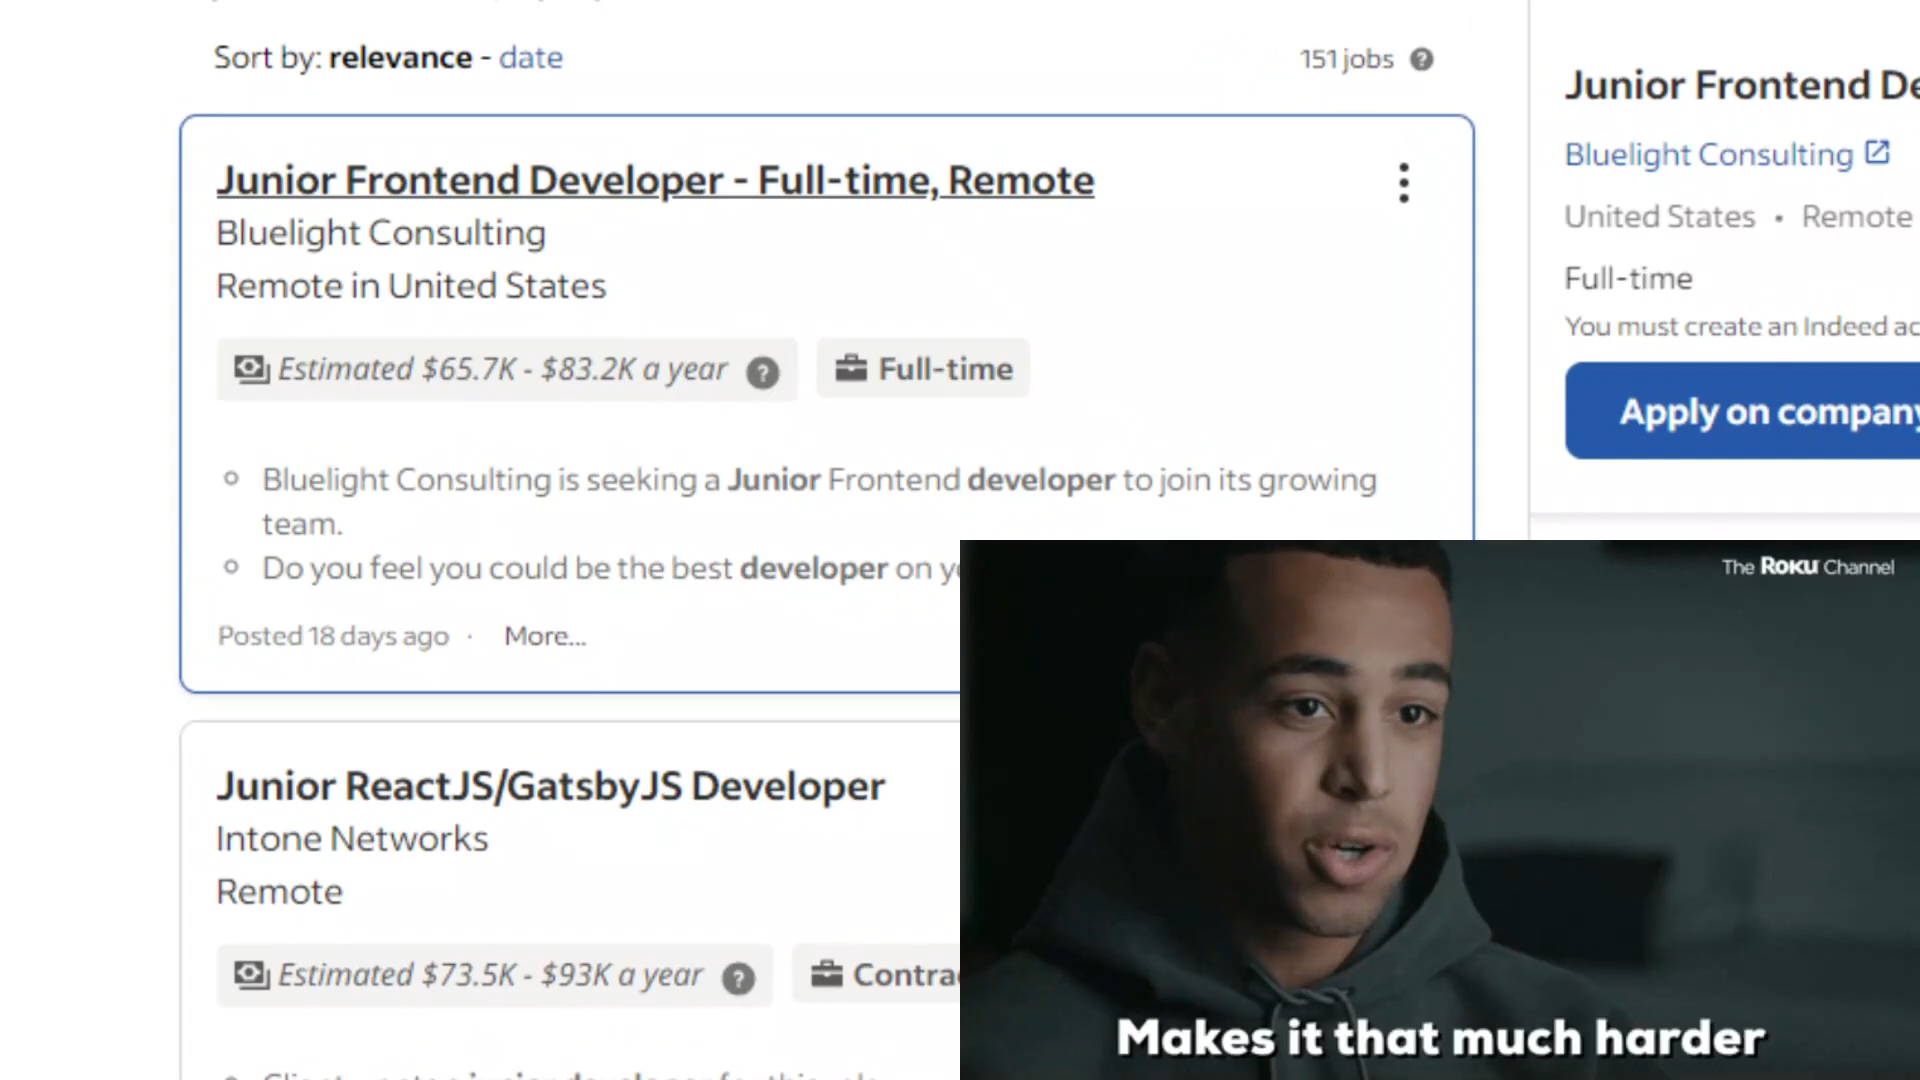 Sort by: relevance - date
151 jobs
Junior Frontend Developer - Full-time, Remote
Bluelight Consulting
Remote in United States
Estimated $65.7K - $83.2K a year
Full-time
Bluelight Consulting is seeking a Junior Frontend developer to join its growing
team.
Do you feel you could be the best developer on
Posted 18 days ago · More...
Junior ReactJS/GatsbyJS Developer
Intone Networks
Remote
Estimated $73.5K - $93K a year
Contrac
Junior Frontend De
Bluelight Consulting
United States • Remote
Full-time
You must create an Indeed ac
Apply on company
The Roku Channel
Makes it that much harder